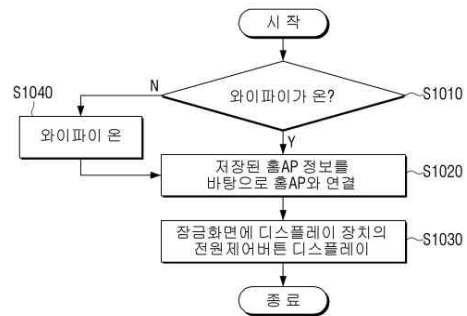 시 작
와이파이가 온?
S1010
N
Y
S1040
와이파이 온
저장된 홈AP 정보를
바탕으로 홈AP와 연결
S1020
잠금화면에 디스플레이 장치의
전원제어버튼 디스플레이
S1030
종 료